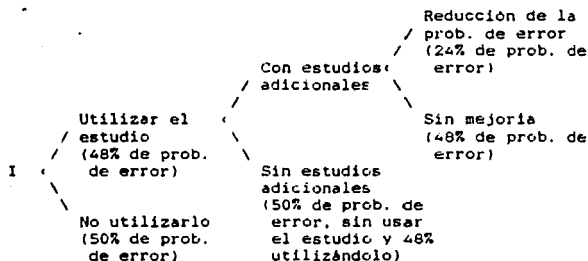 Reducción de la
prob. de error
(24% de prob. de
error)
Con estudios
adicionales
Utilizar el
estudio
(48% de prob.
de error)
Sin mejoria
(48% de prob.
error)
I
Sin estudios
adicionales
(50% de prob. de
error, sin usar
el estudio y 48%
utilizándolo)
No utilizarlo
(50% de prob.
de error)